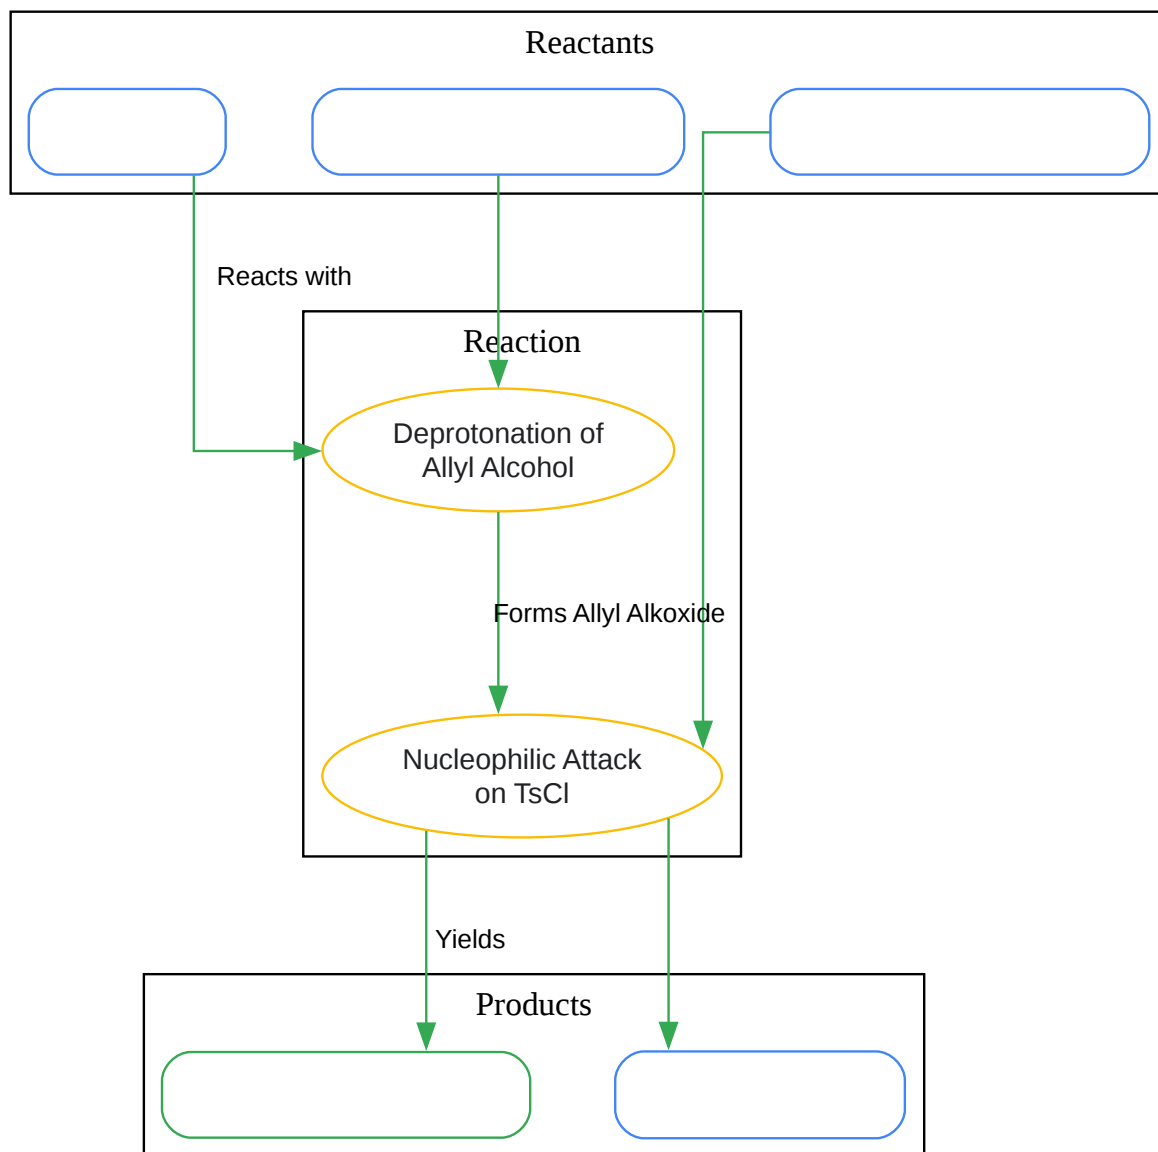 Reactants
Reacts with
Reaction
Deprotonation of
Allyl Alcohol
Forms Allyl Alkoxide
Nucleophilic Attack
on TsCl
Yields
Products